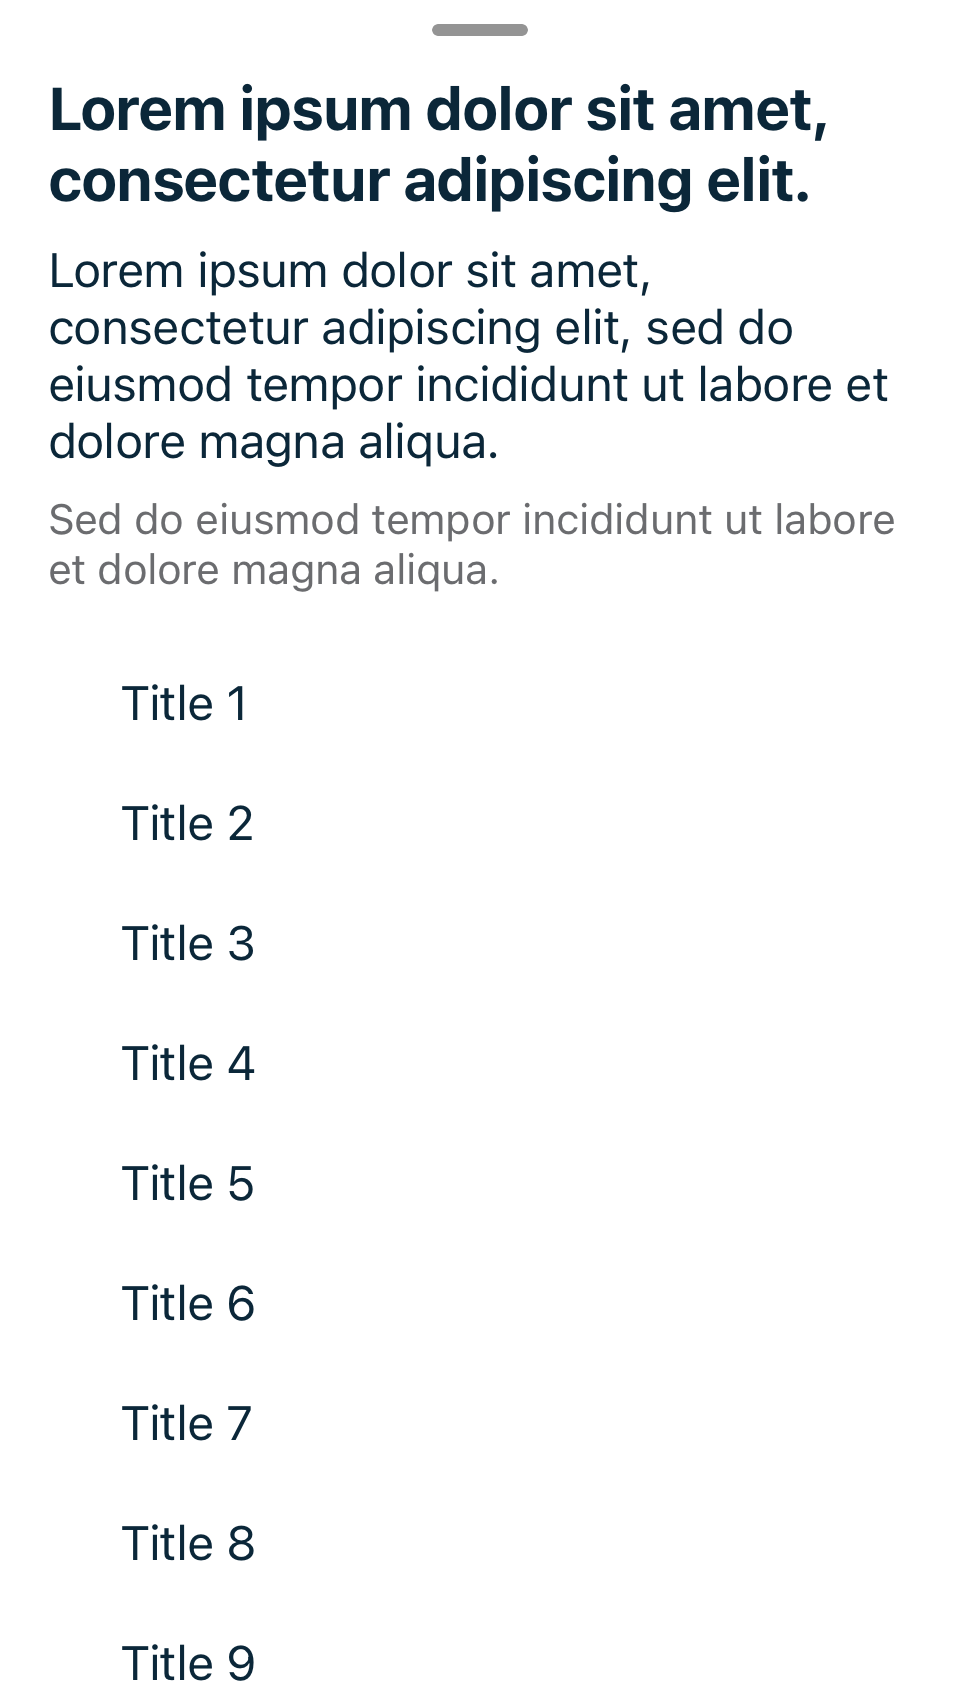 Lorem ipsum dolor sit amet,
consectetur adipiscing elit.
Lorem ipsum dolor sit amet,
consectetur adipiscing elit, sed do
eiusmod tempor incididunt ut labore et
dolore magna aliqua.
Sed do eiusmod tempor incididunt ut labore
et dolore magna aliqua.
Title 1
Title 2
Title 3
Title 4
Title 5
Title 6
Title 7
Title 8
Title 9